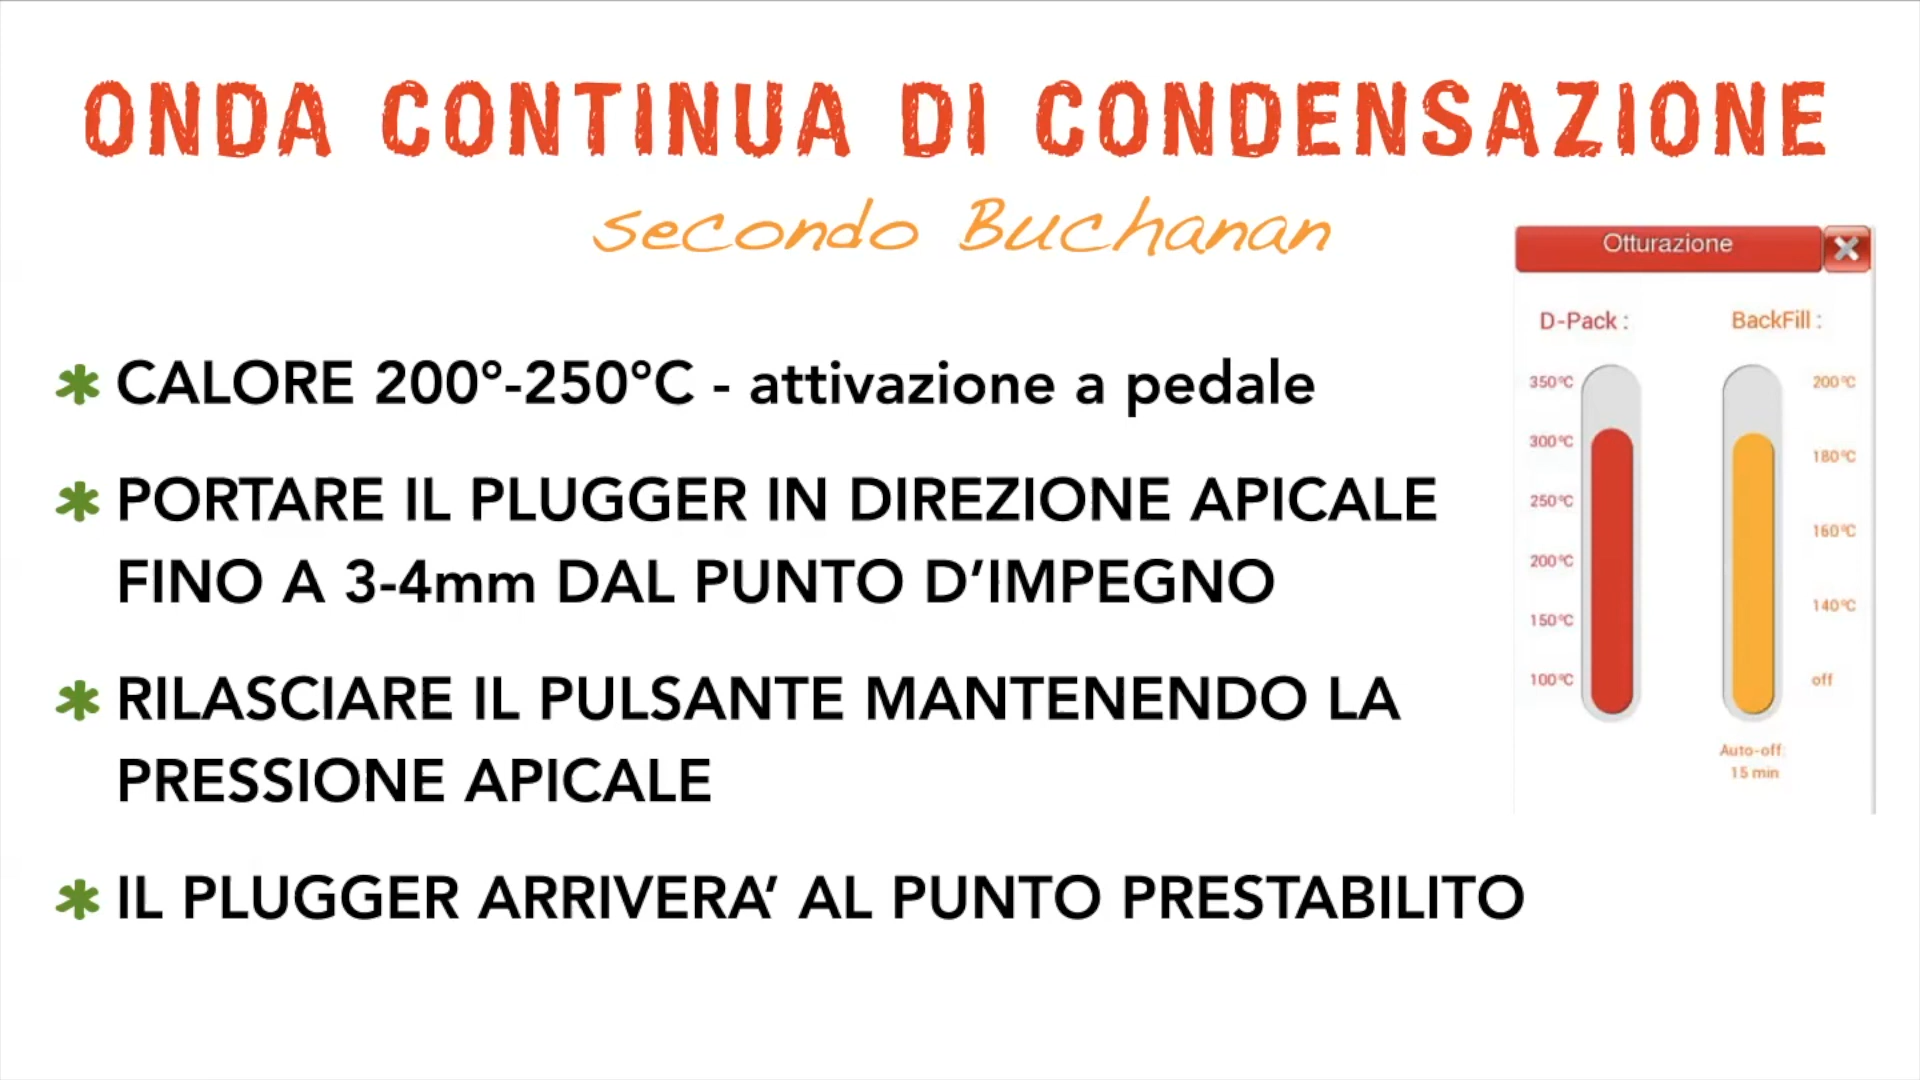 ONDA CONTINUA DI CONDENSAZIONE
secondo Buchanan
✱ CALORE 200°-250°C - attivazione a pedale
✱ PORTARE IL PLUGGER IN DIREZIONE APICALE
FINO A 3-4mm DAL PUNTO D’IMPEGNO
✱ RILASCIARE IL PULSANTE MANTENENDO LA
PRESSIONE APICALE
✱ IL PLUGGER ARRIVERA’ AL PUNTO PRESTABILITO
Otturazione
D-Pack :
350°C
300°C
250°C
200°C
150°C
100°C
BackFill :
200°C
180°C
160°C
140°C
off
Auto-off:
15 min